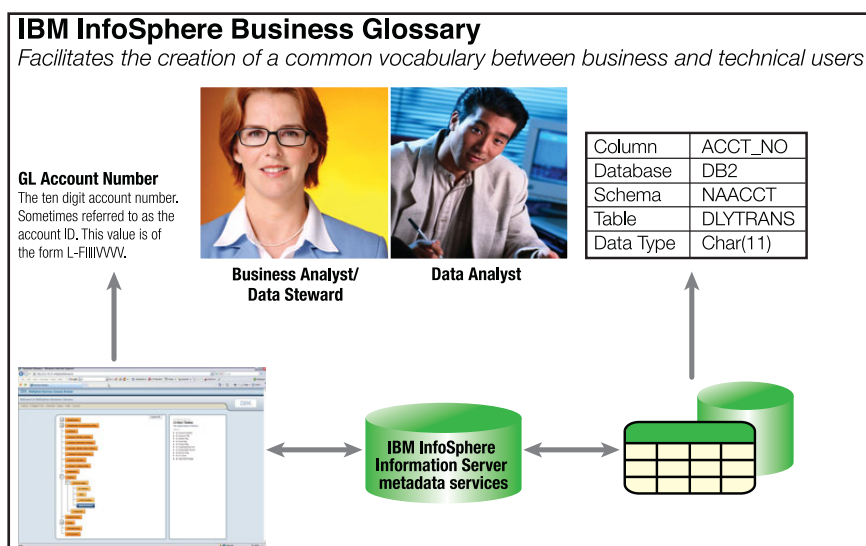 IBM InfoSphere Business Glossary
Facilitates the creation of a common vocabulary between business and technical users
GL Account Number
The ten digit account number.
Sometimes referred to as the
account ID. This value is of
the form L-FIIIIVVVV.
Business Analyst/
Data Steward
Data Analyst
Column ACCT_NO
Database DB2
Schema NAACCT
Table DLYTRANS
Data Type Char(11)
IBM
IBM InfoSphere
Information Server
metadata services